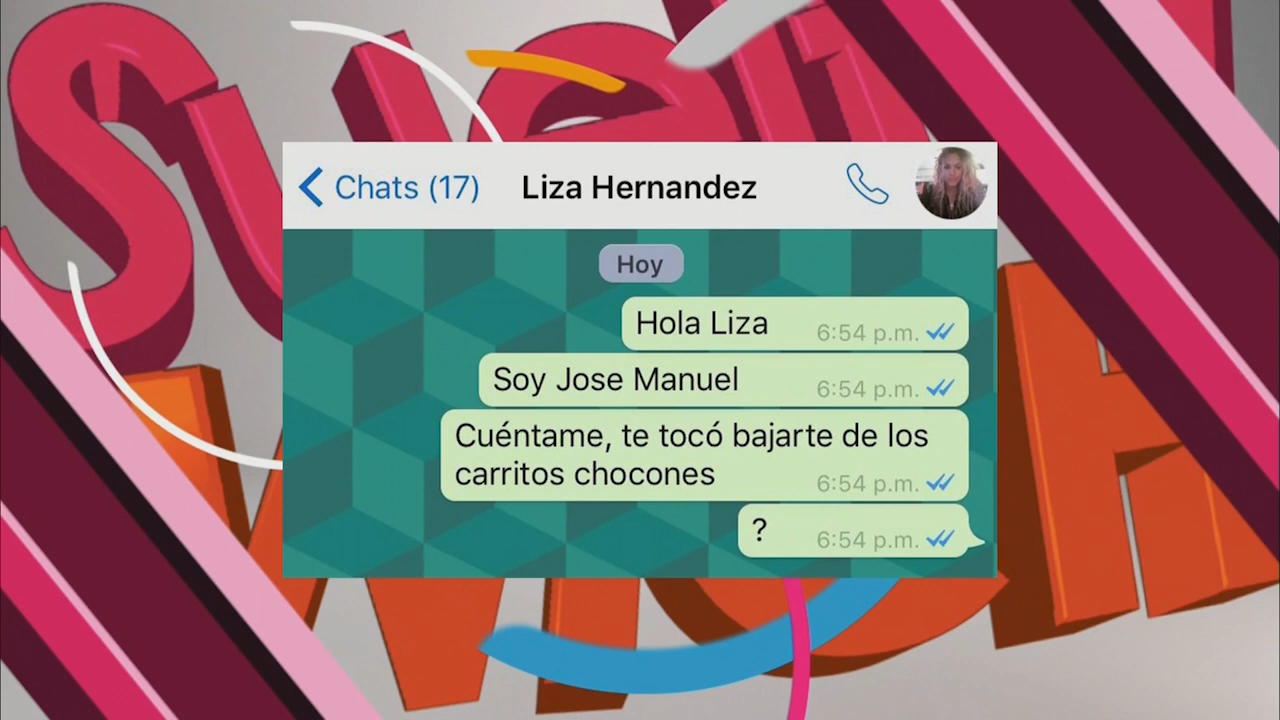 Chats (17) Liza Hernandez
Hoy
Hola Liza 6:54 p.m.
Soy Jose Manuel 6:54 p.m.
Cuéntame, te tocó bajarte de los
carritos chocones 6:54 p.m.
? 6:54 p.m.